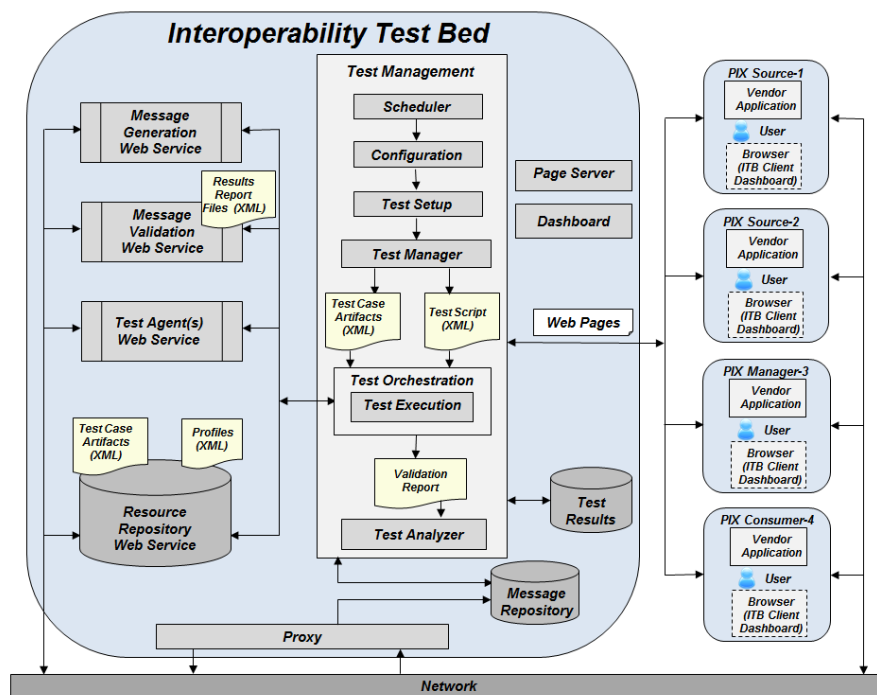 Interoperability Test Bed
Test Management
Scheduler
Configuration
Test Setup
Test Manager
Test Case
Artifacts
(XML)
Test Script
(XML)
Test Orchestration
Test Execution
Validation
Report
Test Analyzer
Message
Generation
Web Service
Results
Report
Files (XML)
Message
Validation
Web Service
Test Agent(s)
Web Service
Test Case
Artifacts
(XML)
Profiles
(XML)
Resource
Repository
Web Service
Page Server
Dashboard
Web Pages
Test
Results
Message
Repository
Proxy
Network
PIX Source-1
Vendor
Application
User
Browser
(ITB Client
Dashboard)
PIX Source-2
Vendor
Application
User
Browser
(ITB Client
Dashboard)
PIX Manager-3
Vendor
Application
User
Browser
(ITB Client
Dashboard)
PIX Consumer-4
Vendor
Application
User
Browser
(ITB Client
Dashboard)